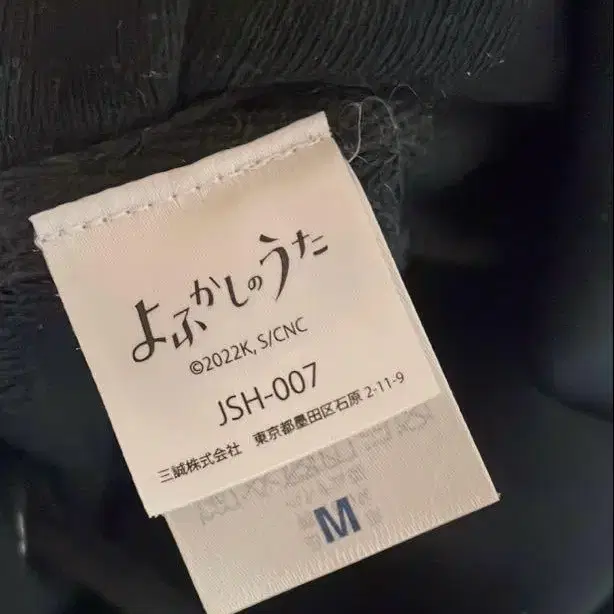 よふかしのうた
©2022K, S/CNC
JSH-007
三誠株式会社 東京都墨田区石原 2-11-9
M